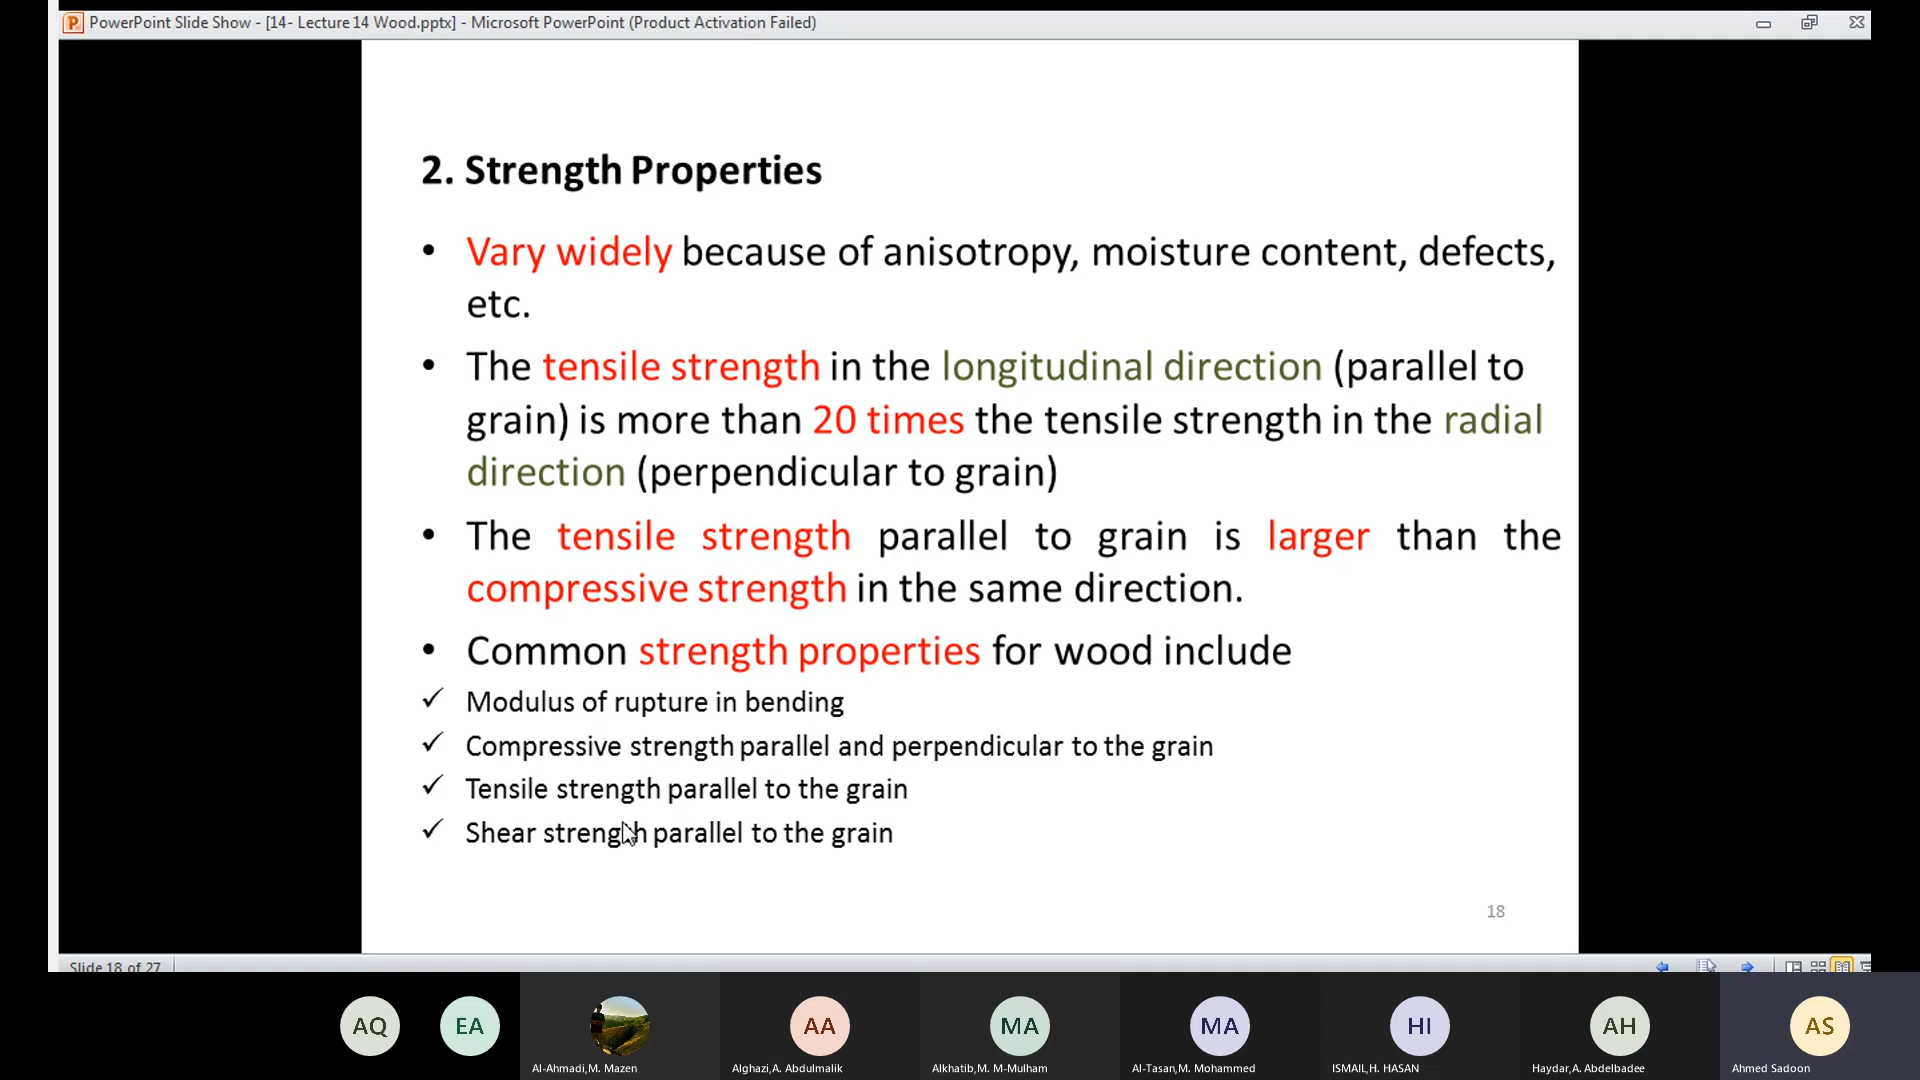 PowerPoint Slide Show - [14- Lecture 14 Wood.pptx] - Microsoft PowerPoint (Product Activation Failed)
2. Strength Properties
• Vary widely because of anisotropy, moisture content, defects,
etc.
• The tensile strength in the longitudinal direction (parallel to
grain) is more than 20 times the tensile strength in the radial
direction (perpendicular to grain)
• The tensile strength parallel to grain is larger than the
compressive strength in the same direction.
• Common strength properties for wood include
✓ Modulus of rupture in bending
✓ Compressive strength parallel and perpendicular to the grain
✓ Tensile strength parallel to the grain
✓ Shear strength parallel to the grain
18
Slide 18 of 27
AQ EA AA MA MA HI AH AS
Al-Ahmadi,M. Mazen Alghazi,A. Abdulmalik Alkhatib,M. M-Mulham Al-Tasan,M. Mohammed ISMAIL,H. HASAN Haydar,A. Abdelbadee Ahmed Sadoon